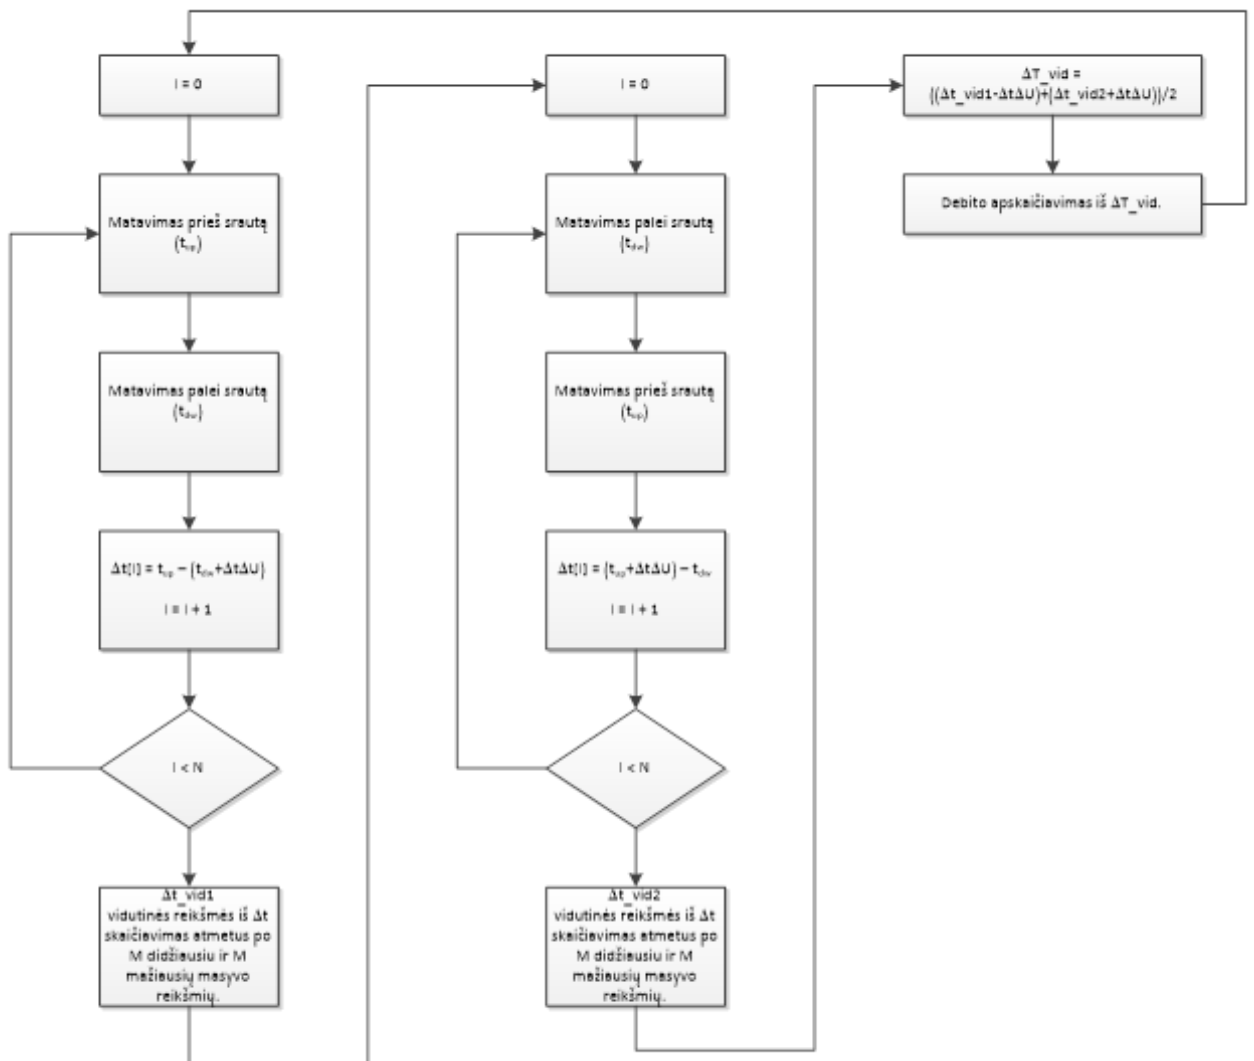 I = 0
Matavimas prieš srautą
(tup)
Matavimas palei srautą
(tdw)
Δt[I] = tup – (tdw+ΔtΔU)
I = I + 1
I < N
Δt_vid1
vidutinės reikšmės iš Δt
skaičiavimas atmetus po
M didžiausiu ir M
mažiausių masyvo
reikšmių.
I = 0
Matavimas palei srautą
(tdw)
Matavimas prieš srautą
(tup)
Δt[I] = (tup+ΔtΔU) – tdw
I = I + 1
I < N
Δt_vid2
vidutinės reikšmės iš Δt
skaičiavimas atmetus po
M didžiausiu ir M
mažiausių masyvo
reikšmių.
ΔT_vid =
((Δt_vid1-ΔtΔU)+(Δt_vid2+ΔtΔU))/2
Debito apskaičiavimas iš ΔT_vid.